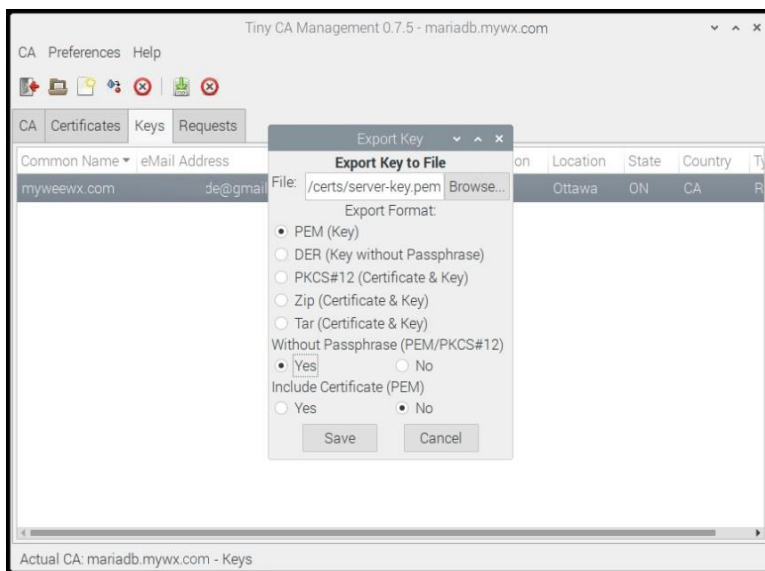 Tiny CA Management 0.7.5 - mariadb.mywx.com
CA Preferences Help
CA Certificates Keys Requests
Common Name eMail Address on Location State Country Ty
myweewx.com de@gmail Ottawa ON CA R
Export Key
Export Key to File
File: /certs/server-key.pem Browse...
Export Format:
PEM (Key)
DER (Key without Passphrase)
PKCS#12 (Certificate & Key)
Zip (Certificate & Key)
Tar (Certificate & Key)
Without Passphrase (PEM/PKCS#12)
Yes No
Include Certificate (PEM)
Yes No
Save Cancel
Actual CA: mariadb.mywx.com - Keys